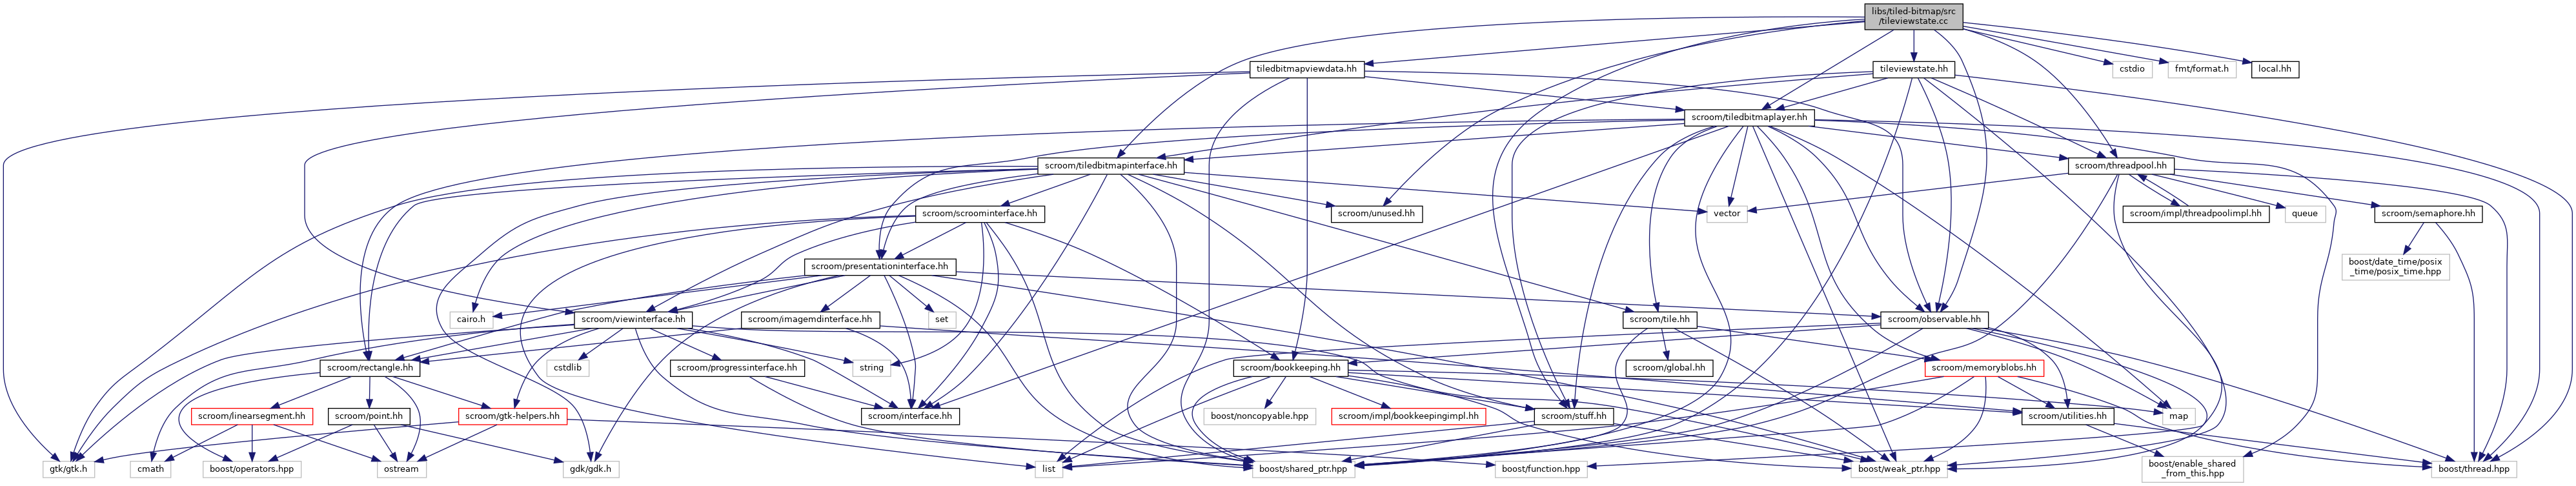 libs/tiled-bitmap/src
/tileviewstate.cc
tiledbitmapviewdata.hh
tileviewstate.hh
cstdio
fmt/format.h
local.hh
scroom/tiledbitmaplayer.hh
scroom/tiledbitmapinterface.hh
scroom/threadpool.hh
scroom/scroominterface.hh
scroom/unused.hh
vector
scroom/impl/threadpoolimpl.hh
queue
scroom/semaphore.hh
scroom/presentationinterface.hh
boost/date_time/posix
_time/posix_time.hpp
cairo.h
scroom/viewinterface.hh
scroom/imagemdinterface.hh
set
scroom/tile.hh
scroom/observable.hh
scroom/rectangle.hh
cstdlib
scroom/progressinterface.hh
string
scroom/bookkeeping.hh
scroom/global.hh
scroom/memoryblobs.hh
scroom/linearsegment.hh
scroom/point.hh
scroom/gtk-helpers.hh
scroom/interface.hh
boost/noncopyable.hpp
scroom/impl/bookkeepingimpl.hh
scroom/stuff.hh
scroom/utilities.hh
map
gtk/gtk.h
cmath
boost/operators.hpp
ostream
gdk/gdk.h
list
boost/shared_ptr.hpp
boost/function.hpp
boost/weak_ptr.hpp
boost/enable_shared
_from_this.hpp
boost/thread.hpp